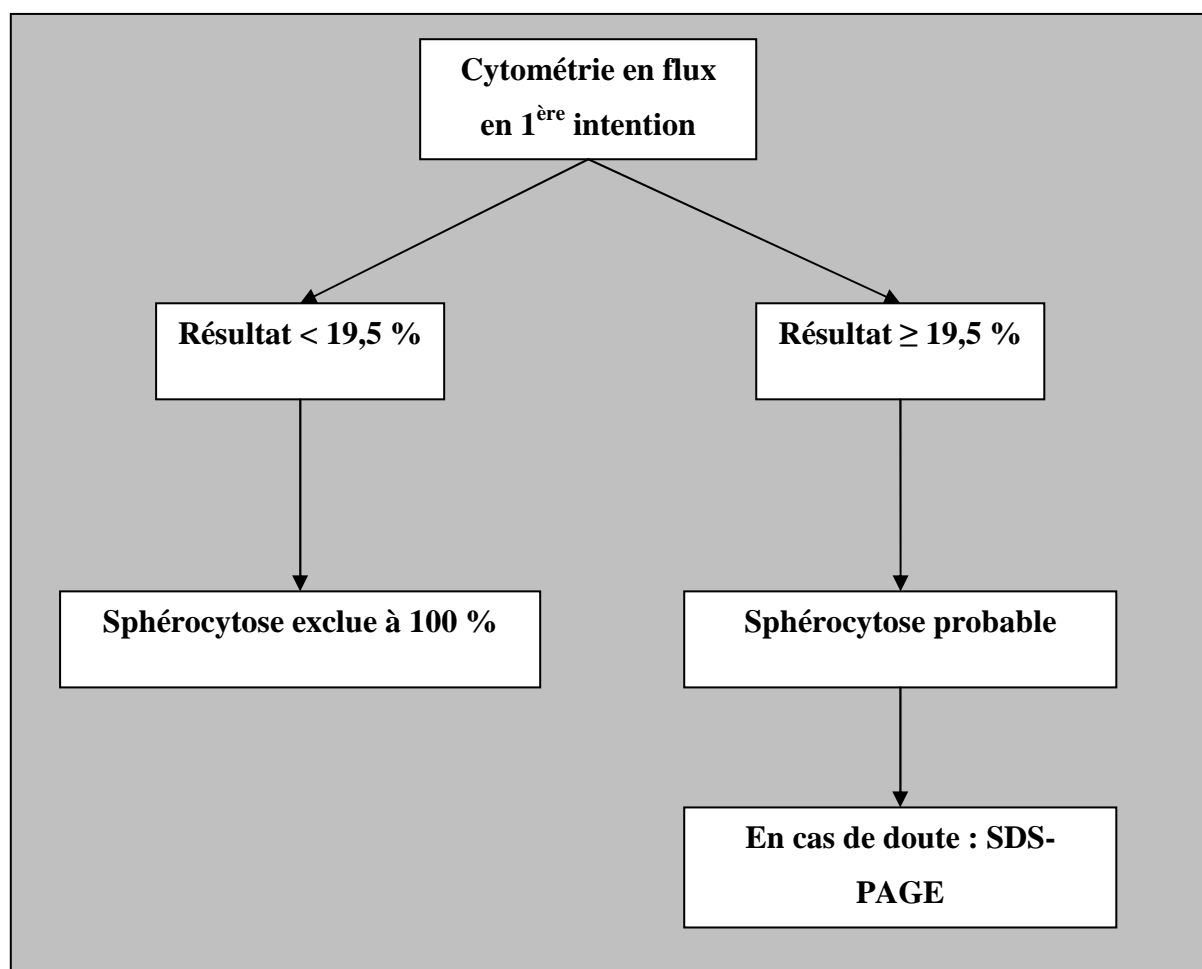 Cytométrie en flux
en 1ère intention
Résultat < 19,5 %
Résultat ≥ 19,5 %
Sphérocytose exclue à 100 %
Sphérocytose probable
En cas de doute : SDS-
PAGE